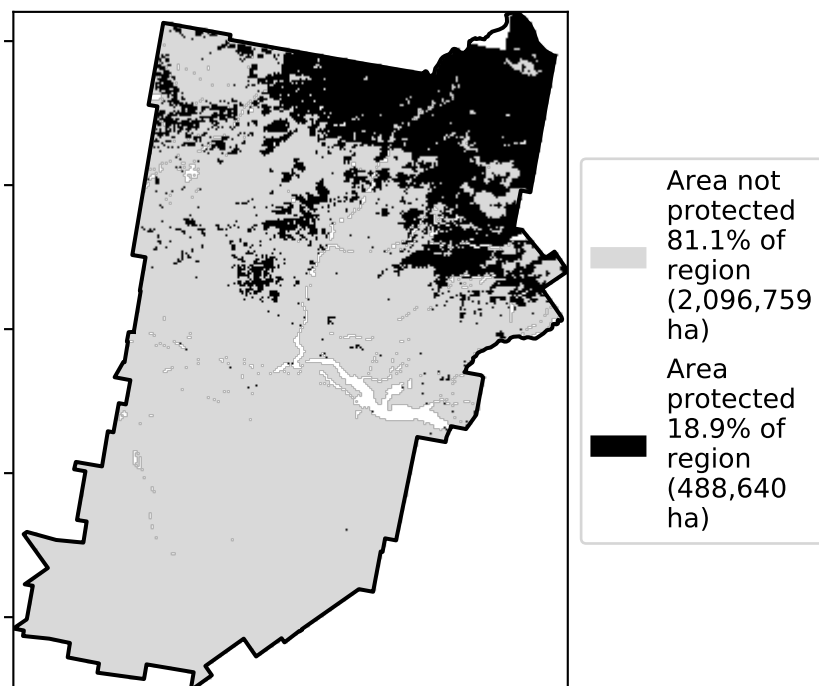 Area not
protected
81.1% of
region
(2,096,759
ha)
Area
protected
18.9% of
region
(488,640
ha)